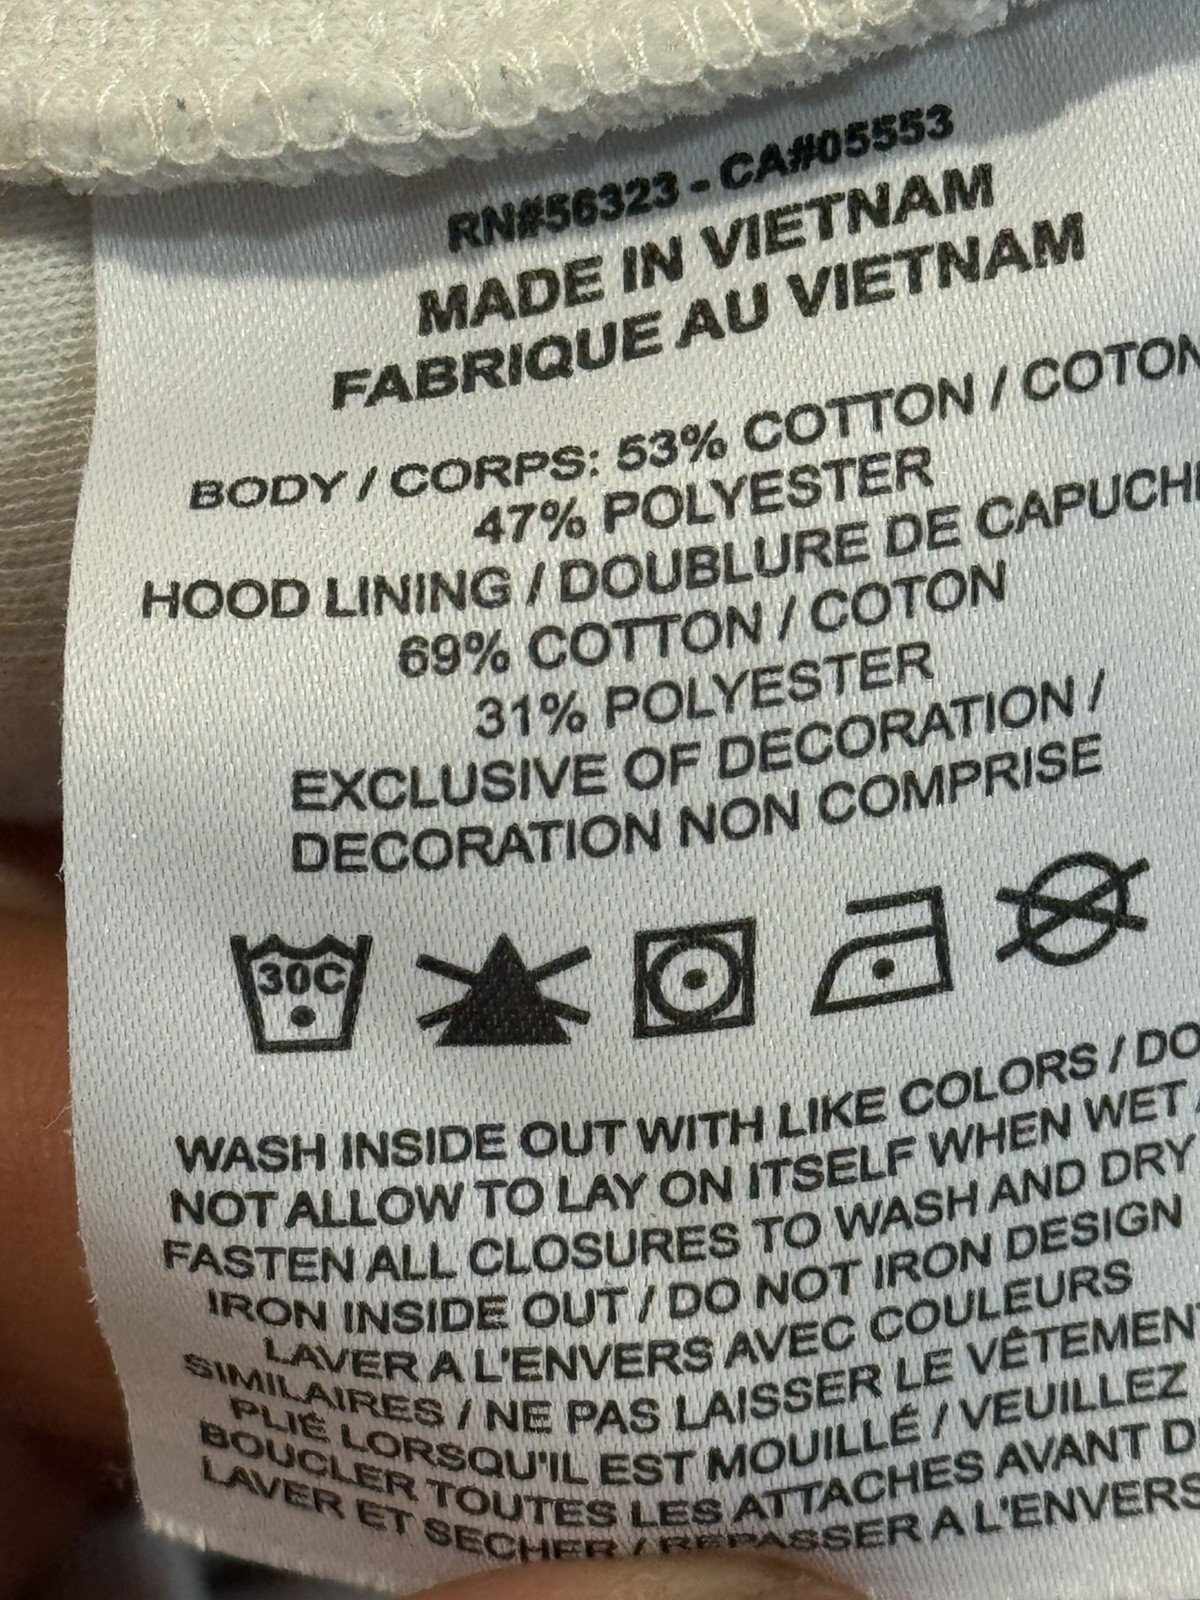 RN#56323 - CA#05553
MADE IN VIETNAM
FABRIQUE AU VIETNAM
BODY / CORPS: 53% COTTON / COTON
47% POLYESTER
HOOD LINING / DOUBLURE DE CAPUCH
69% COTTON / COTON
31% POLYESTER
EXCLUSIVE OF DECORATION /
DECORATION NON COMPRISE
30C
WASH INSIDE OUT WITH LIKE COLORS / DO
NOT ALLOW TO LAY ON ITSELF WHEN WET /
FASTEN ALL CLOSURES TO WASH AND DRY
IRON INSIDE OUT / DO NOT IRON DESIGN
LAVER A L'ENVERS AVEC COULEURS
SIMILAIRES / NE PAS LAISSER LE VÊTEMEN
PLIÉ LORSQU'IL EST MOUILLÉ / VEUILLEZ
BOUCLER TOUTES LES ATTACHES AVANT D
LAVER ET SECHER / REPASSER A L'ENVERS